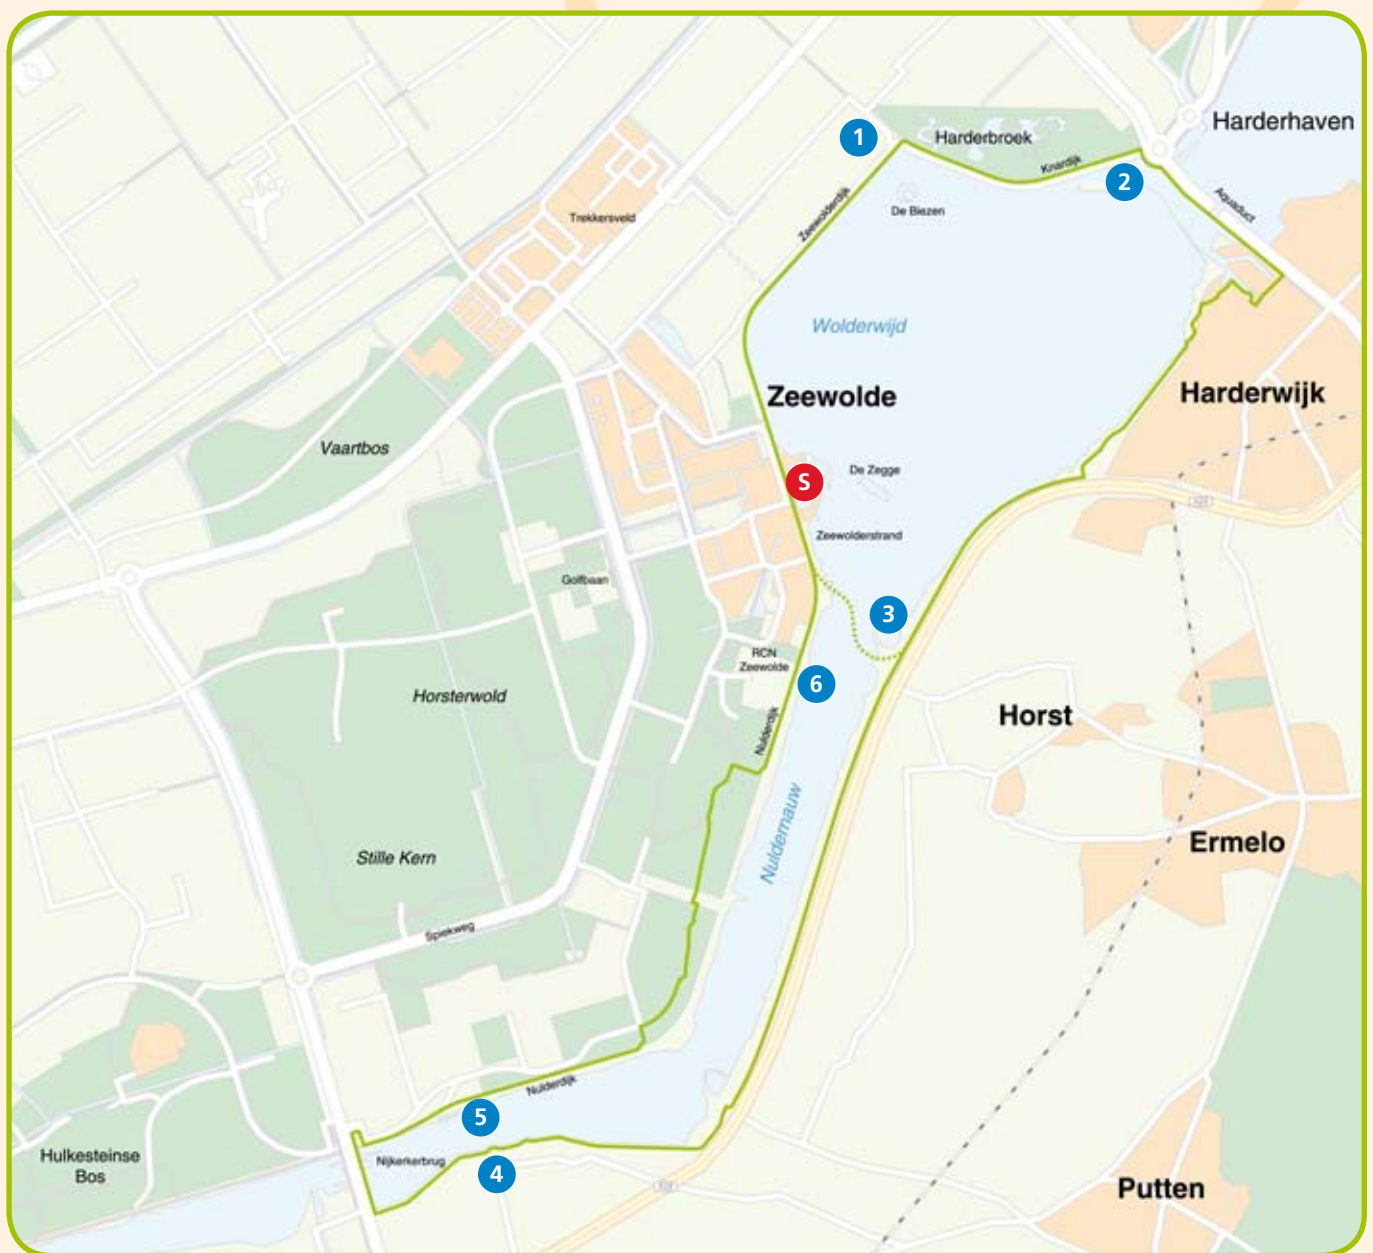 Harderhaven
1
Harderbroek
Knardijk
2
Aquaduct
De Biezen
Zeewolderdijk
Trekkersveld
Wolderwijd
Zeewolde
Harderwijk
Vaartbos
De Zegge
S
Zeewolderstrand
Golfbaan
3
RCN
Zeewolde
6
Horsterwold
Horst
Nulderdijk
Nuldernauw
Ermelo
Stille Kern
Spiekweg
Nulderdijk
5
Nijkerkerbrug
4
Hulkesteinse
Bos
Putten